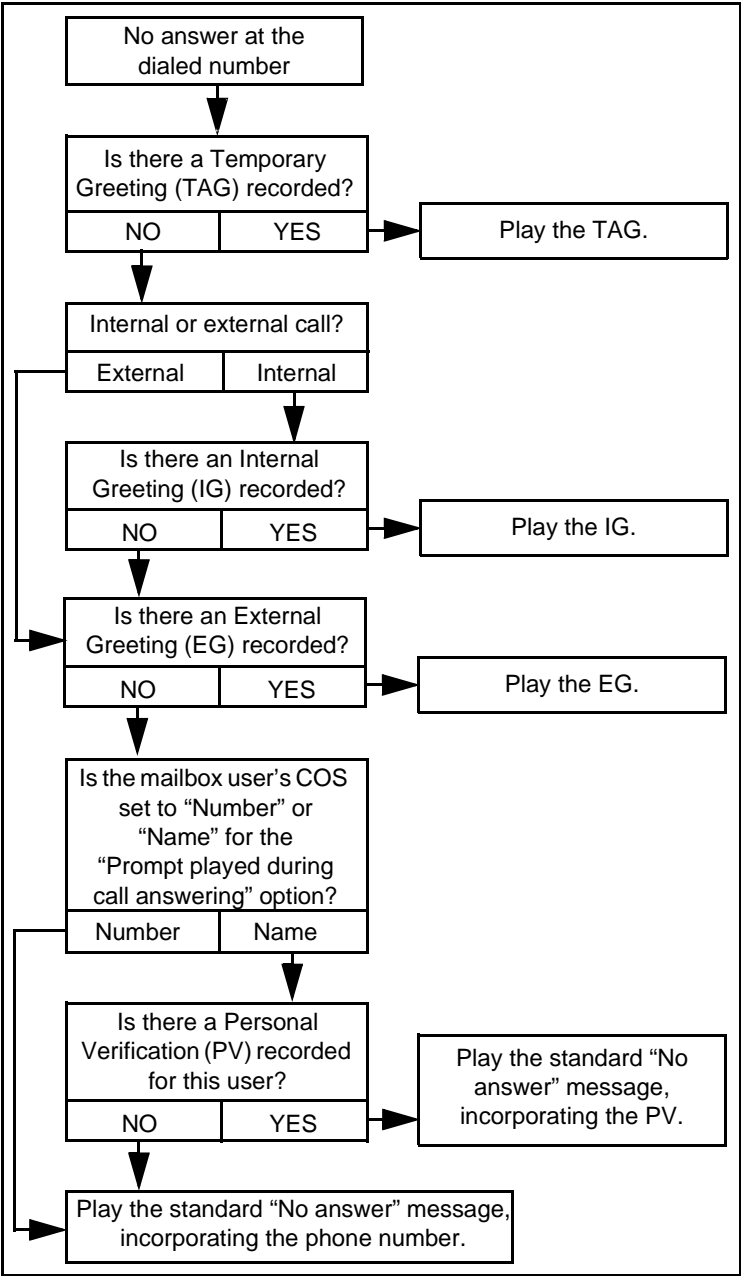 No answer at the
dialed number
Is there a Temporary
Greeting (TAG) recorded?
NO
YES
Play the TAG.
Internal or external call?
External
Internal
Is there an Internal
Greeting (IG) recorded?
NO
YES
Play the IG.
Is there an External
Greeting (EG) recorded?
NO
YES
Play the EG.
Is the mailbox user’s COS
set to “Number” or
“Name” for the
“Prompt played during
call answering” option?
Number
Name
Is there a Personal
Verification (PV) recorded
for this user?
NO
YES
Play the standard “No
answer” message,
incorporating the PV.
Play the standard “No answer” message,
incorporating the phone number.